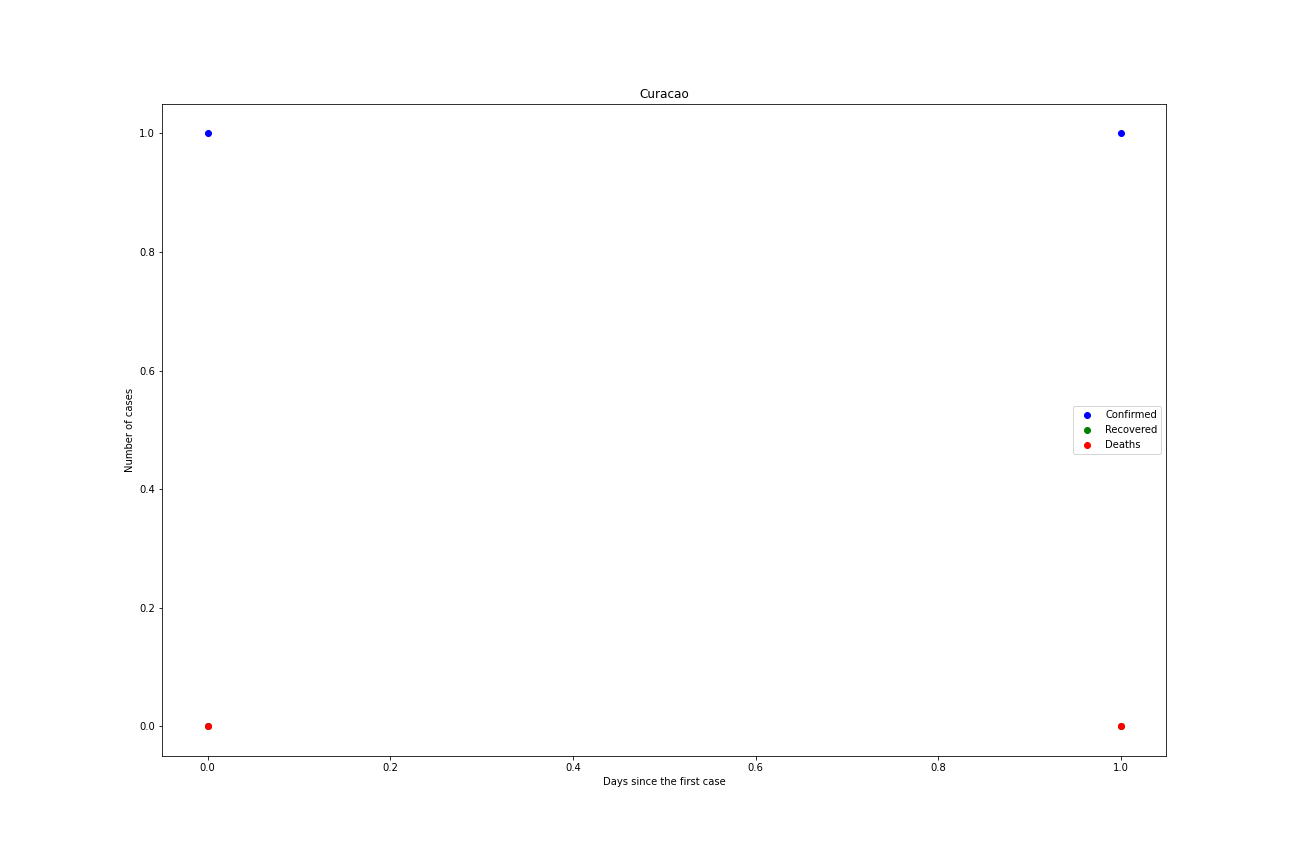 Curacao
1.0
0.8
0.6
0.4
0.2
0.0
Number of cases
Confirmed
Recovered
Deaths
0.0 0.2 0.4 0.6 0.8 1.0
Days since the first case